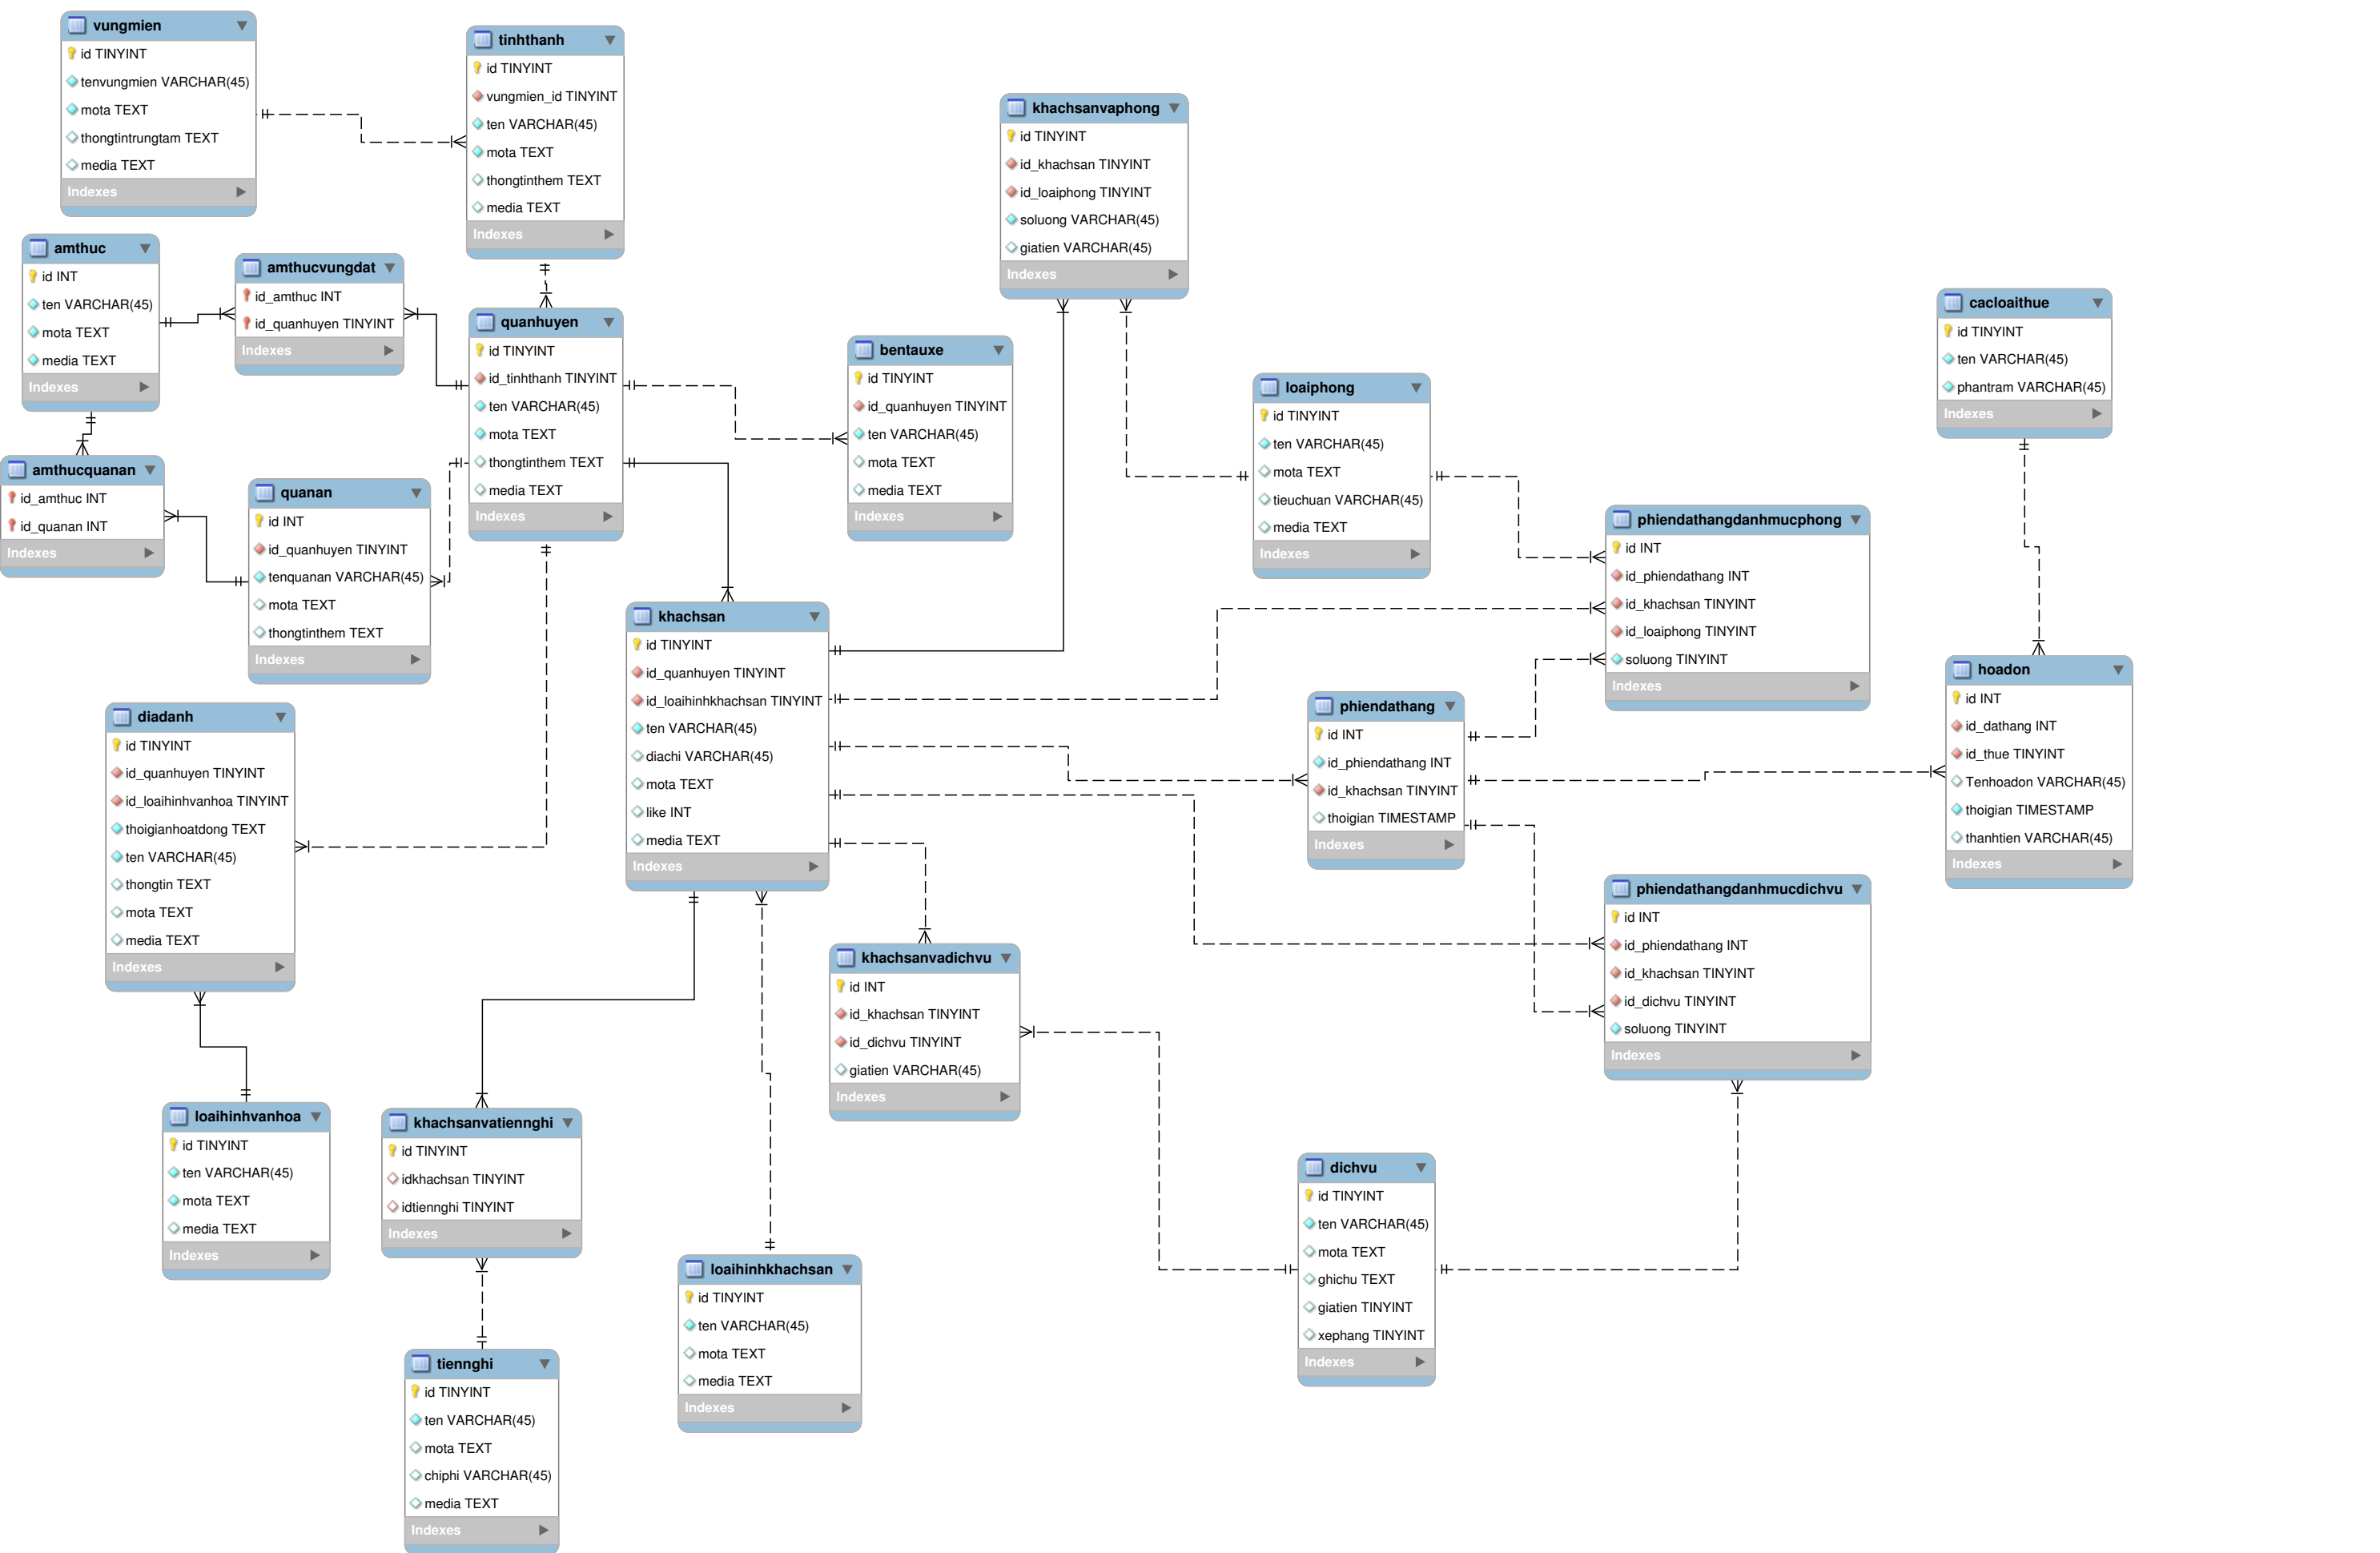 vungmien
id TINYINT
tenvungmien VARCHAR(45)
mota TEXT
thongtintrungtam TEXT
media TEXT
Indexes
tinhthanh
id TINYINT
vungmien_id TINYINT
ten VARCHAR(45)
mota TEXT
thongtinthem TEXT
media TEXT
Indexes
khachsanvaphong
id TINYINT
id_khachsan TINYINT
id_loaiphong TINYINT
soluong VARCHAR(45)
giatien VARCHAR(45)
Indexes
amthuc
id INT
ten VARCHAR(45)
mota TEXT
media TEXT
Indexes
amthucvungdat
id_amthuc INT
id_quanhuyen TINYINT
Indexes
quanhuyen
id TINYINT
id_tinhthanh TINYINT
ten VARCHAR(45)
mota TEXT
thongtinthem TEXT
media TEXT
Indexes
bentauxe
id TINYINT
id_quanhuyen TINYINT
ten VARCHAR(45)
mota TEXT
media TEXT
Indexes
loaiphong
id TINYINT
ten VARCHAR(45)
mota TEXT
tieuchuan VARCHAR(45)
media TEXT
Indexes
cacloaithue
id TINYINT
ten VARCHAR(45)
phantram VARCHAR(45)
Indexes
amthucquanan
id_amthuc INT
id_quanan INT
Indexes
quanan
id INT
id_quanhuyen TINYINT
tenquanan VARCHAR(45)
mota TEXT
thongtinthem TEXT
Indexes
phiendathangdanhmucphong
id INT
id_phiendathang INT
id_khachsan TINYINT
id_loaiphong TINYINT
soluong TINYINT
Indexes
khachsan
id TINYINT
id_quanhuyen TINYINT
id_loaihinhkhachsan TINYINT
ten VARCHAR(45)
diachi VARCHAR(45)
mota TEXT
like INT
media TEXT
Indexes
hoadon
id INT
id_dathang INT
id_thue TINYINT
Tenhoadon VARCHAR(45)
thoigian TIMESTAMP
thanhtien VARCHAR(45)
Indexes
phiendathang
id INT
id_phiendathang INT
id_khachsan TINYINT
thoigian TIMESTAMP
Indexes
diadanh
id TINYINT
id_quanhuyen TINYINT
id_loaihinhvanhoa TINYINT
thoigianhoatdong TEXT
ten VARCHAR(45)
thongtin TEXT
mota TEXT
media TEXT
Indexes
phiendathangdanhmucdichvu
id INT
id_phiendathang INT
id_khachsan TINYINT
id_dichvu TINYINT
soluong TINYINT
Indexes
khachsanvadichvu
id INT
id_khachsan TINYINT
id_dichvu TINYINT
giatien VARCHAR(45)
Indexes
loaihinhvanhoa
id TINYINT
ten VARCHAR(45)
mota TEXT
media TEXT
Indexes
khachsanvatiennghi
id TINYINT
idkhachsan TINYINT
idtiennghi TINYINT
Indexes
dichvu
id TINYINT
ten VARCHAR(45)
mota TEXT
ghichu TEXT
giatien TINYINT
xephang TINYINT
Indexes
loaihinhkhachsan
id TINYINT
ten VARCHAR(45)
mota TEXT
media TEXT
Indexes
tiennghi
id TINYINT
ten VARCHAR(45)
mota TEXT
chiphi VARCHAR(45)
media TEXT
Indexes